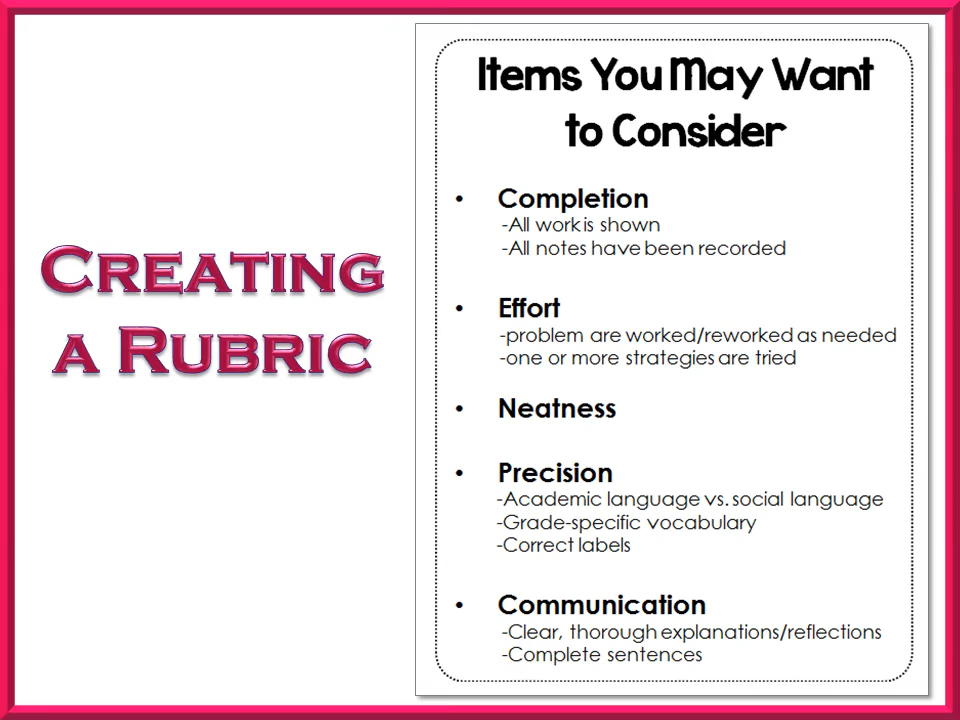 Creating
a Rubric
Items You May Want
to Consider
• Completion
-All work is shown
-All notes have been recorded
• Effort
-problem are worked/reworked as needed
-one or more strategies are tried
• Neatness
• Precision
-Academic language vs. social language
-Grade-specific vocabulary
-Correct labels
• Communication
-Clear, thorough explanations/reflections
-Complete sentences